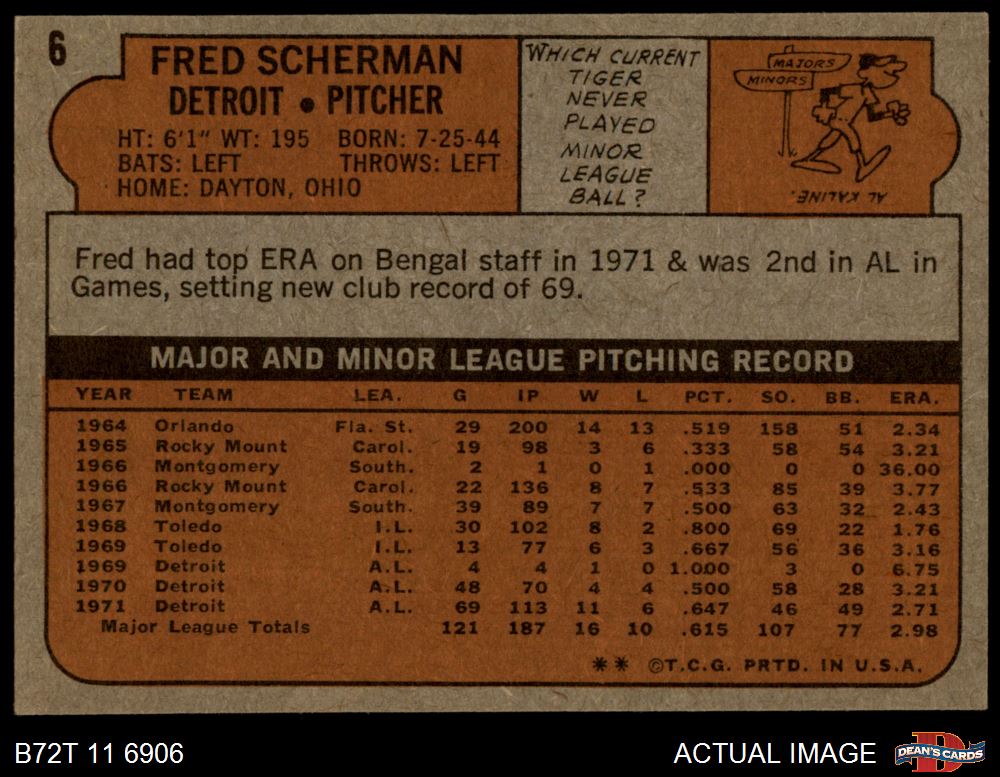 6
FRED SCHERMAN
DETROIT • PITCHER
HT: 6'1" WT: 195 BORN: 7-25-44
BATS: LEFT THROWS: LEFT
HOME: DAYTON, OHIO
WHICH CURRENT
TIGER
NEVER
PLAYED
MINOR
LEAGUE
BALL?
MAJORS
MINORS
AL KALINE.
Fred had top ERA on Bengal staff in 1971 & was 2nd in AL in
Games, setting new club record of 69.
MAJOR AND MINOR LEAGUE PITCHING RECORD
YEAR TEAM LEA. G IP W L PCT. SO. BB. ERA.
1964 Orlando Fla. St. 29 200 14 13 .519 158 51 2.34
1965 Rocky Mount Carol. 19 98 3 6 .333 58 54 3.21
1966 Montgomery South. 2 1 0 1 .000 0 0 36.00
1966 Rocky Mount Carol. 22 136 8 7 .533 85 39 3.77
1967 Montgomery South. 39 89 7 7 .500 63 32 2.43
1968 Toledo I.L. 30 102 8 2 .800 69 22 1.76
1969 Toledo I.L. 13 77 6 3 .667 56 36 3.16
1969 Detroit A.L. 4 4 1 0 1.000 3 0 6.75
1970 Detroit A.L. 48 70 4 4 .500 58 28 3.21
1971 Detroit A.L. 69 113 11 6 .647 46 49 2.71
Major League Totals 121 187 16 10 .615 107 77 2.98
** ©T.C.G. PRTD. IN U.S.A.
B72T 11 6906
ACTUAL IMAGE
D
DEAN'S CARDS